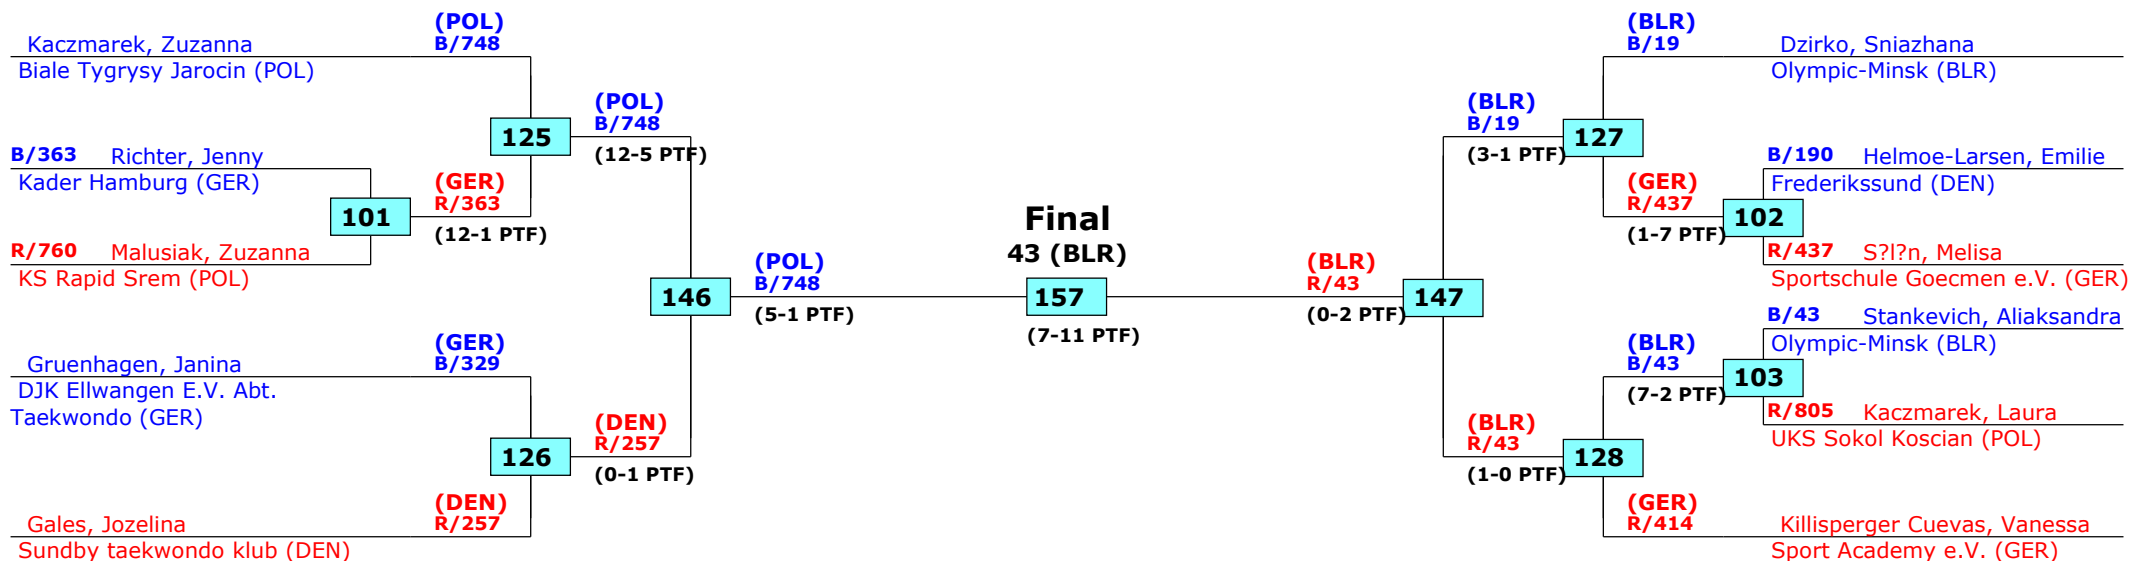 (POL)
B/748
Kaczmarek, Zuzanna
Biale Tygrysy Jarocin (POL)
(POL)
B/748
125
(12-5 PTF)
B/363 Richter, Jenny
Kader Hamburg (GER)
(GER)
R/363
101
(12-1 PTF)
R/760 Malusiak, Zuzanna
KS Rapid Srem (POL)
146
(POL)
B/748
(5-1 PTF)
(GER)
B/329
Gruenhagen, Janina
DJK Ellwangen E.V. Abt.
Taekwondo (GER)
(DEN)
R/257
126
(0-1 PTF)
(DEN)
R/257
Gales, Jozelina
Sundby taekwondo klub (DEN)
Final
43 (BLR)
157
(7-11 PTF)
(BLR)
B/19
Dzirko, Sniazhana
Olympic-Minsk (BLR)
(BLR)
B/19
127
(3-1 PTF)
B/190 Helmoe-Larsen, Emilie
Frederikssund (DEN)
(GER)
R/437
102
(1-7 PTF)
R/437 S?l?n, Melisa
Sportschule Goecmen e.V. (GER)
(BLR)
R/43
147
(0-2 PTF)
B/43 Stankevich, Aliaksandra
Olympic-Minsk (BLR)
(BLR)
B/43
103
(7-2 PTF)
R/805 Kaczmarek, Laura
UKS Sokol Koscian (POL)
(BLR)
R/43
128
(1-0 PTF)
(GER)
R/414
Killisperger Cuevas, Vanessa
Sport Academy e.V. (GER)